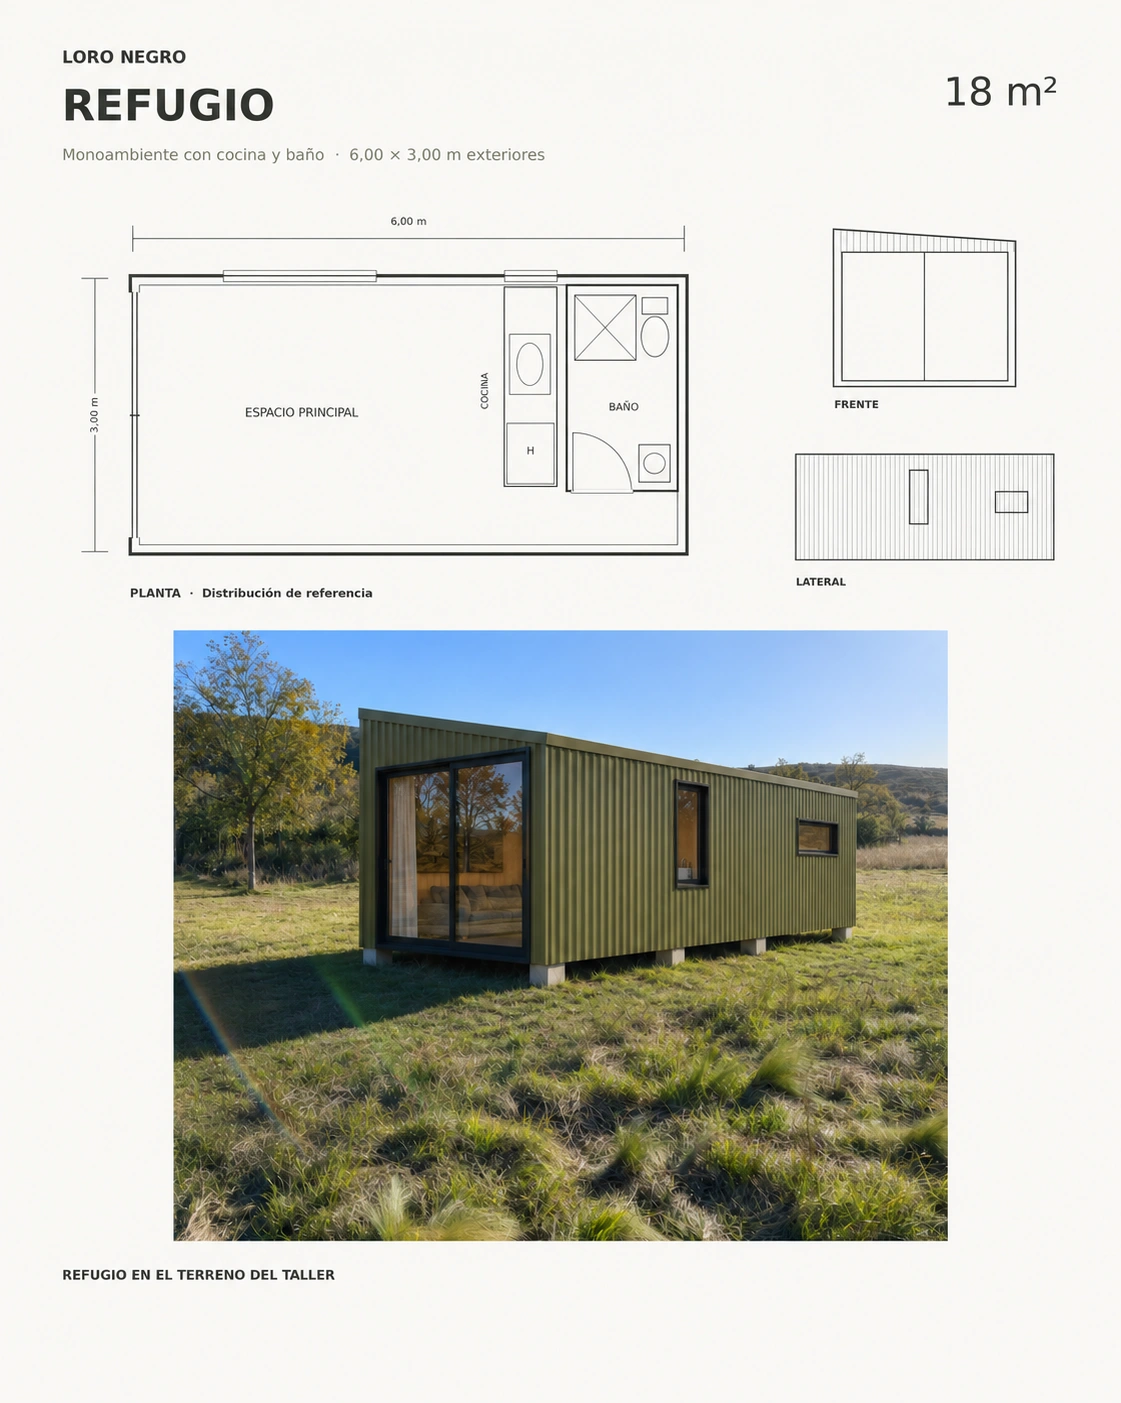 LORO NEGRO
REFUGIO
18 m²
Monoambiente con cocina y baño · 6,00 × 3,00 m exteriores
6,00 m
3,00 m
ESPACIO PRINCIPAL
COCINA
H
BAÑO
FRENTE
LATERAL
PLANTA · Distribución de referencia
REFUGIO EN EL TERRENO DEL TALLER